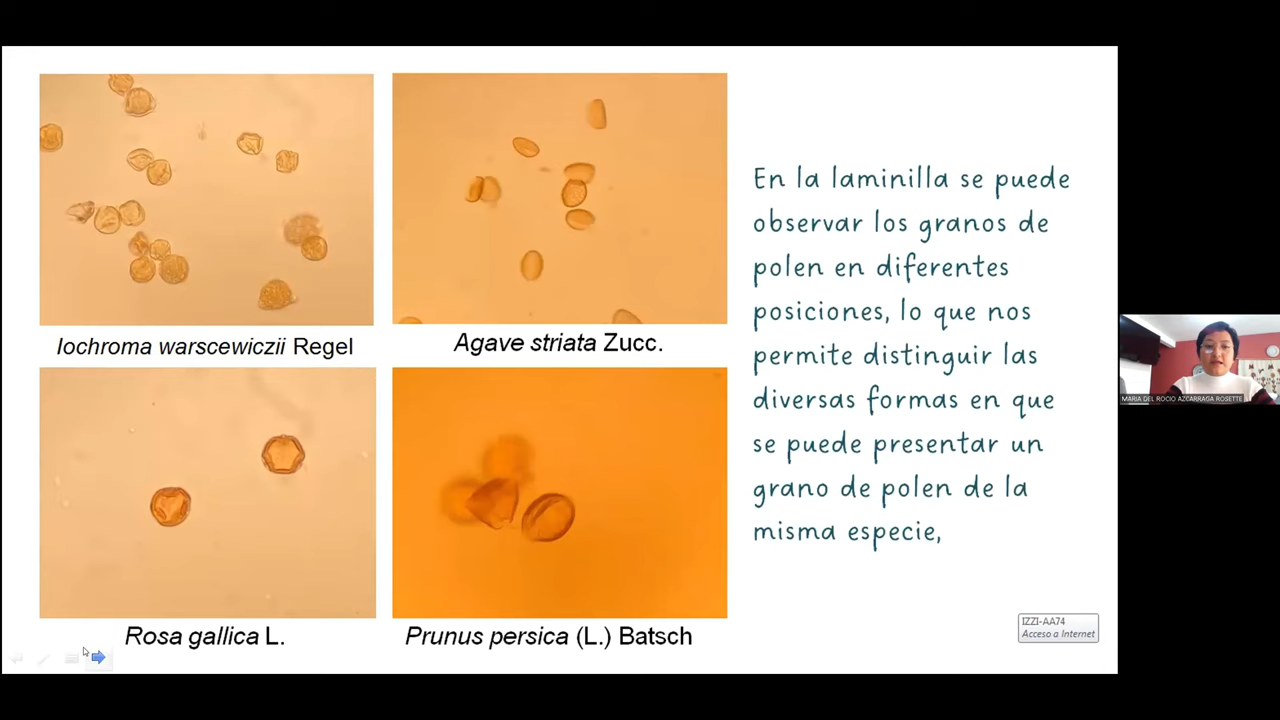 Iochroma warscewiczii Regel
Agave striata Zucc.
Rosa gallica L.
Prunus persica (L.) Batsch
En la laminilla se puede
observar los granos de
polen en diferentes
posiciones, lo que nos
permite distinguir las
diversas formas en que
se puede presentar un
grano de polen de la
misma especie,
IZZI-AA74
Acceso a Internet
MARIA DEL ROCIO AZCARRAGA ROSETTE